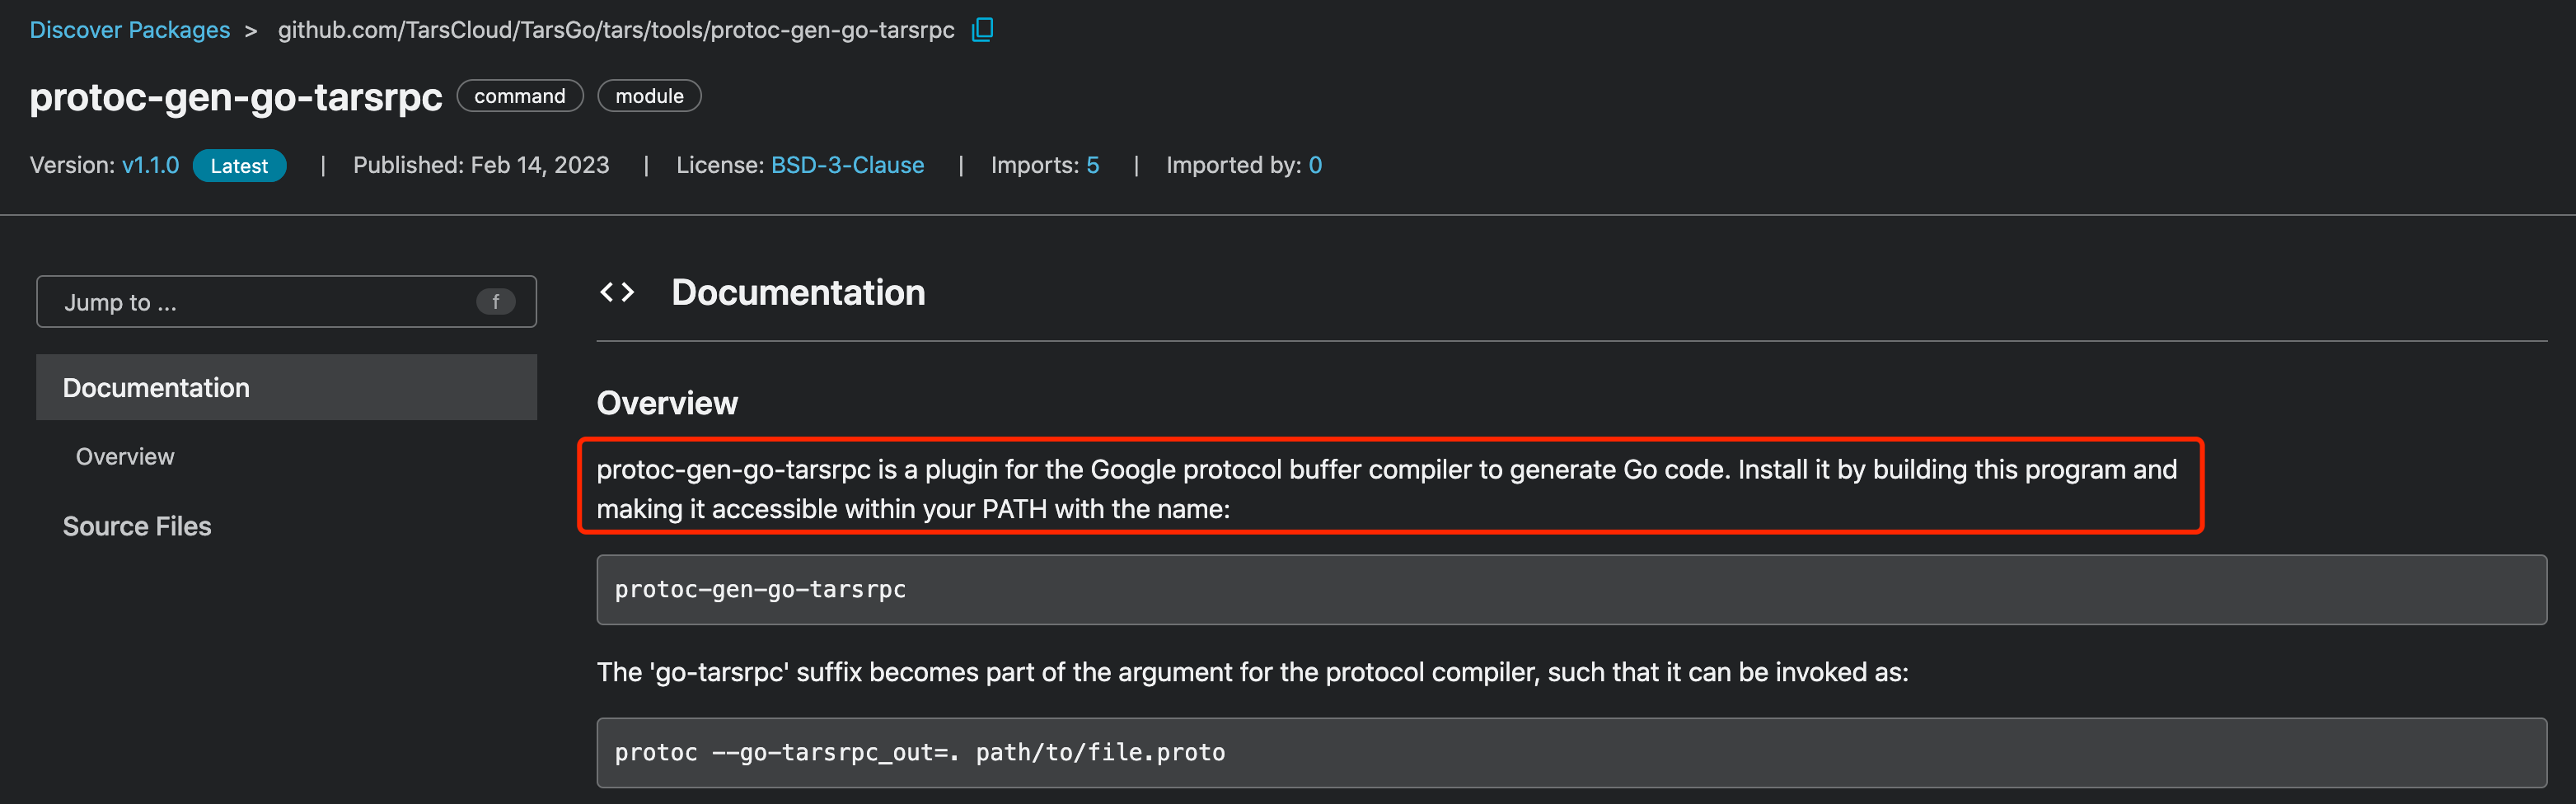 Discover Packages > github.com/TarsCloud/TarsGo/tars/tools/protoc-gen-go-tarsrpc
protoc-gen-go-tarsrpc command module
Version: v1.1.0 Latest | Published: Feb 14, 2023 | License: BSD-3-Clause | Imports: 5 | Imported by: 0
Jump to ... f
Documentation
Overview
Source Files
<> Documentation
Overview
protoc-gen-go-tarsrpc is a plugin for the Google protocol buffer compiler to generate Go code. Install it by building this program and
making it accessible within your PATH with the name:
protoc-gen-go-tarsrpc
The 'go-tarsrpc' suffix becomes part of the argument for the protocol compiler, such that it can be invoked as:
protoc --go-tarsrpc_out=. path/to/file.proto